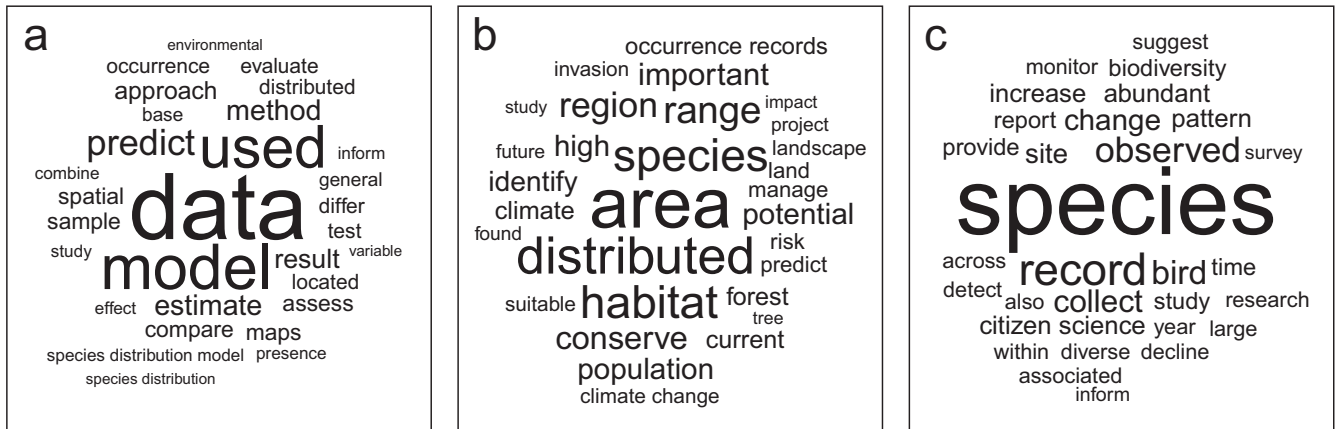 a
environmental
occurrence evaluate
approach distributed
base method
predict used
inform
combine
spatial data general
sample differ
test
study model result variable
located
effect estimate assess
compare maps
species distribution model presence
species distribution
b
occurrence records
invasion important
study region range impact
project
future high species landscape
land
identify area manage
climate potential
found distributed risk
predict
suitable habitat forest
tree
conserve current
population
climate change
c
suggest
monitor biodiversity
increase abundant
report change pattern
provide site observed survey
species
across record bird time
detect also collect study research
citizen science year large
within diverse decline
associated
inform